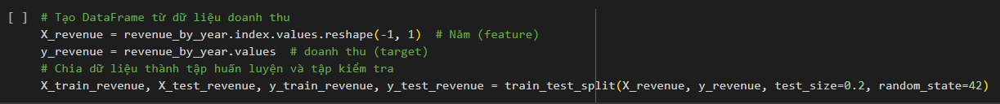 [ ] # Tạo DataFrame từ dữ liệu doanh thu
X_revenue = revenue_by_year.index.values.reshape(-1, 1)  # Năm (feature)
y_revenue = revenue_by_year.values  # doanh thu (target)
# Chia dữ liệu thành tập huấn luyện và tập kiểm tra
X_train_revenue, X_test_revenue, y_train_revenue, y_test_revenue = train_test_split(X_revenue, y_revenue, test_size=0.2, random_state=42)